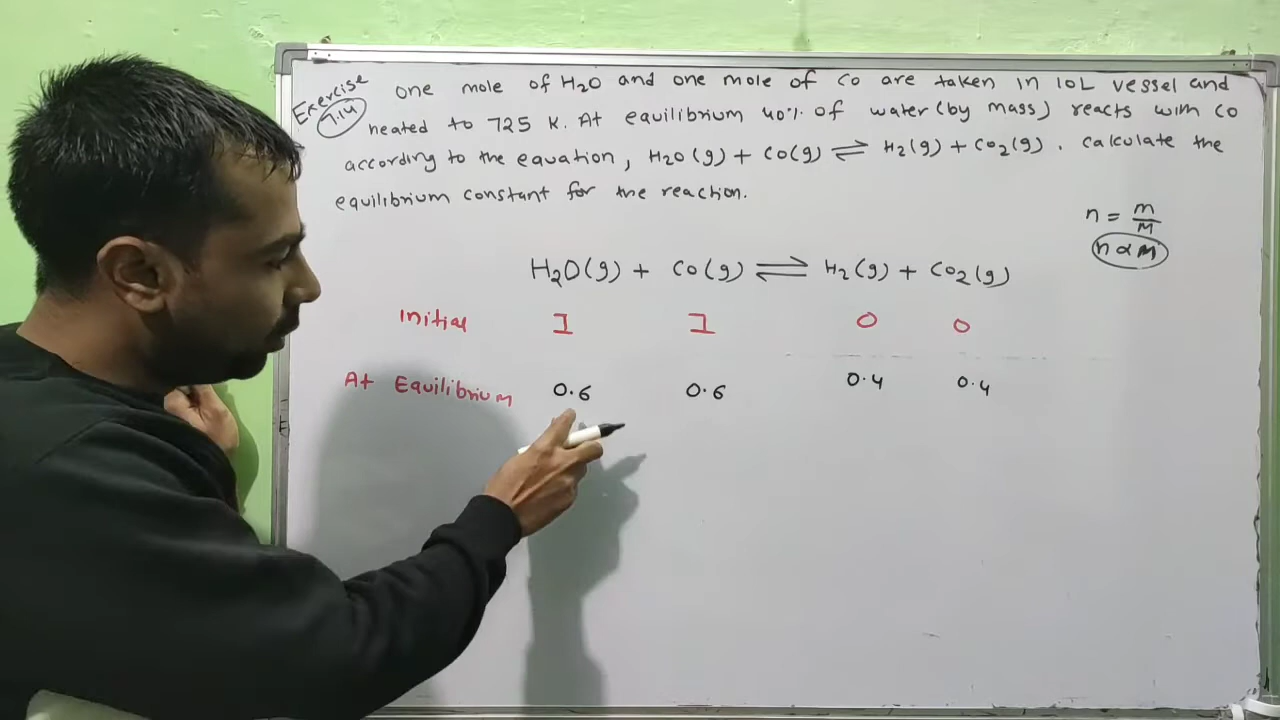 Exercise 7.14 one mole of H2O and one mole of CO are taken in 10L vessel and
heated to 725 K. At equilibrium 40% of water (by mass) reacts with CO
according to the equation, H2O(g) + CO(g) ⇌ H2(g) + CO2(g). calculate the
equilibrium constant for the reaction.
n = m/M
n ∝ m
H2O(g) + CO(g) ⇌ H2(g) + CO2(g)
Initial 1 1 0 0
At Equilibrium 0.6 0.6 0.4 0.4